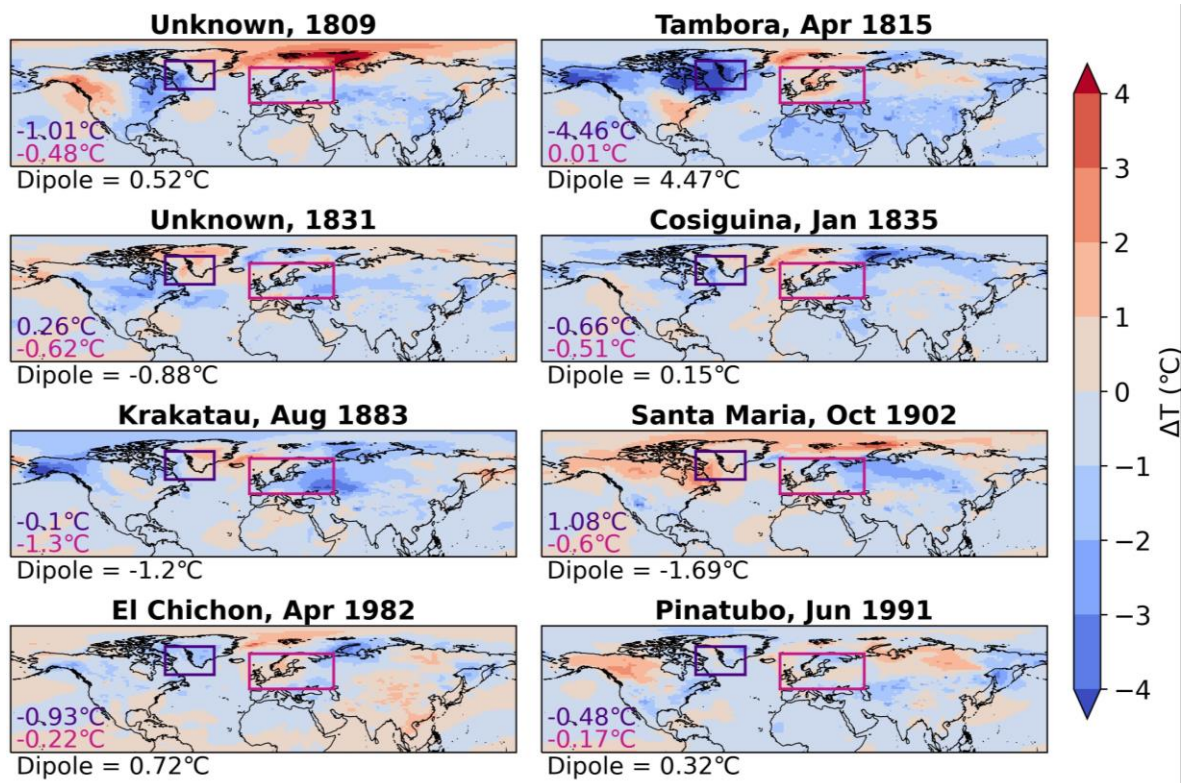 Unknown, 1809
-1.01°C
-0.48°C
Dipole = 0.52°C
Tambora, Apr 1815
-4.46°C
0.01°C
Dipole = 4.47°C
Unknown, 1831
0.26°C
-0.62°C
Dipole = -0.88°C
Cosiguina, Jan 1835
-0.66°C
-0.51°C
Dipole = 0.15°C
Krakatau, Aug 1883
-0.1°C
-1.3°C
Dipole = -1.2°C
Santa Maria, Oct 1902
1.08°C
-0.6°C
Dipole = -1.69°C
El Chichon, Apr 1982
-0.93°C
-0.22°C
Dipole = 0.72°C
Pinatubo, Jun 1991
-0.48°C
-0.17°C
Dipole = 0.32°C
4
3
2
1
0
−1
−2
−3
−4
ΔT (°C)